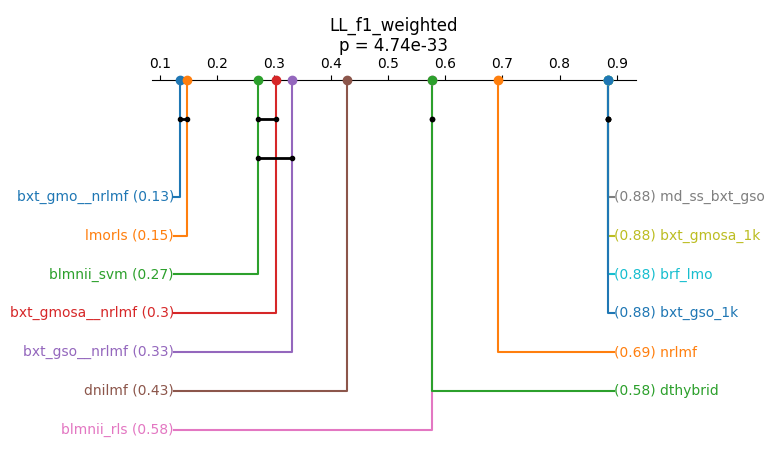 LL_f1_weighted
p = 4.74e-33
0.1 0.2 0.3 0.4 0.5 0.6 0.7 0.8 0.9
bxt_gmo__nrlmf (0.13) (0.88) md_ss_bxt_gso
lmorls (0.15) (0.88) bxt_gmosa_1k
blmnii_svm (0.27) (0.88) brf_lmo
bxt_gmosa__nrlmf (0.3) (0.88) bxt_gso_1k
bxt_gso__nrlmf (0.33) (0.69) nrlmf
dnilmf (0.43) (0.58) dthybrid
blmnii_rls (0.58)